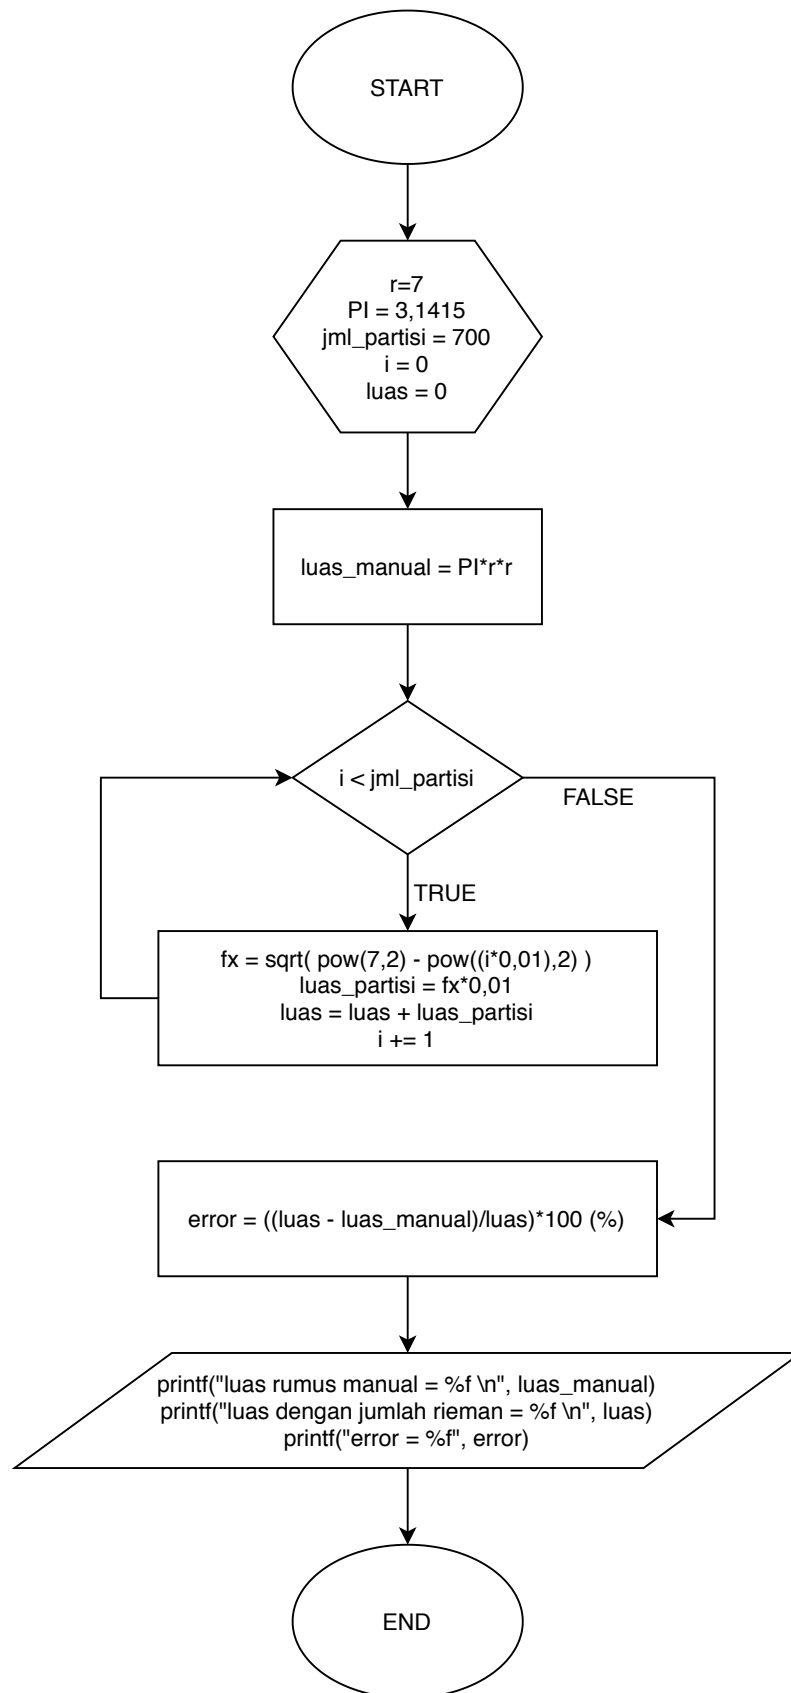 START
r=7
PI = 3,1415
jml_partisi = 700
i = 0
luas = 0
luas_manual = PI*r*r
i < jml_partisi
FALSE
TRUE
fx = sqrt( pow(7,2) - pow((i*0,01),2) )
luas_partisi = fx*0,01
luas = luas + luas_partisi
i += 1
error = ((luas - luas_manual)/luas)*100 (%)
printf("luas rumus manual = %f \n", luas_manual)
printf("luas dengan jumlah rieman = %f \n", luas)
printf("error = %f", error)
END